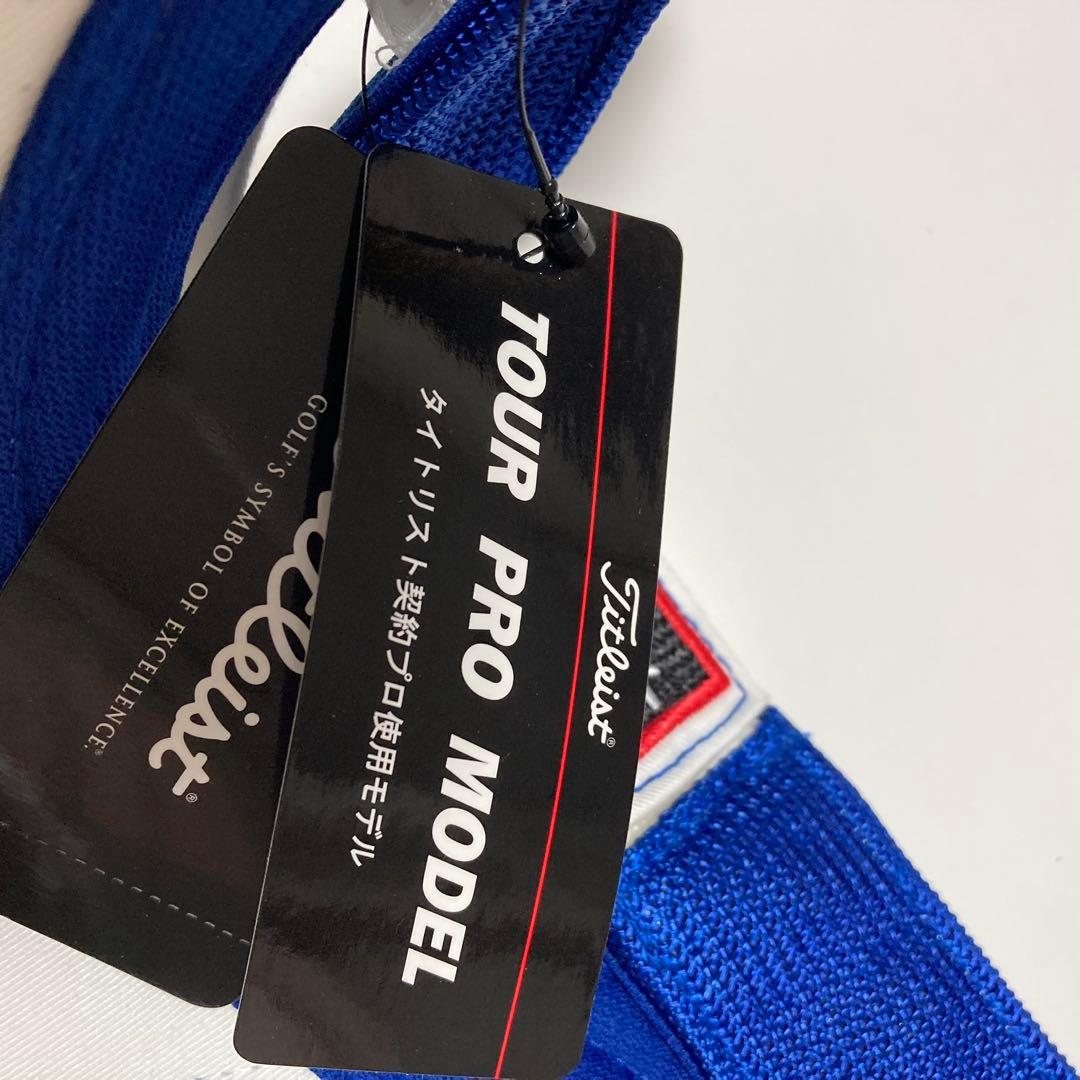 Titleist®
TOUR PRO MODEL
タイトリスト契約プロ使用モデル
Titleist®
GOLF'S SYMBOL OF EXCELLENCE.®